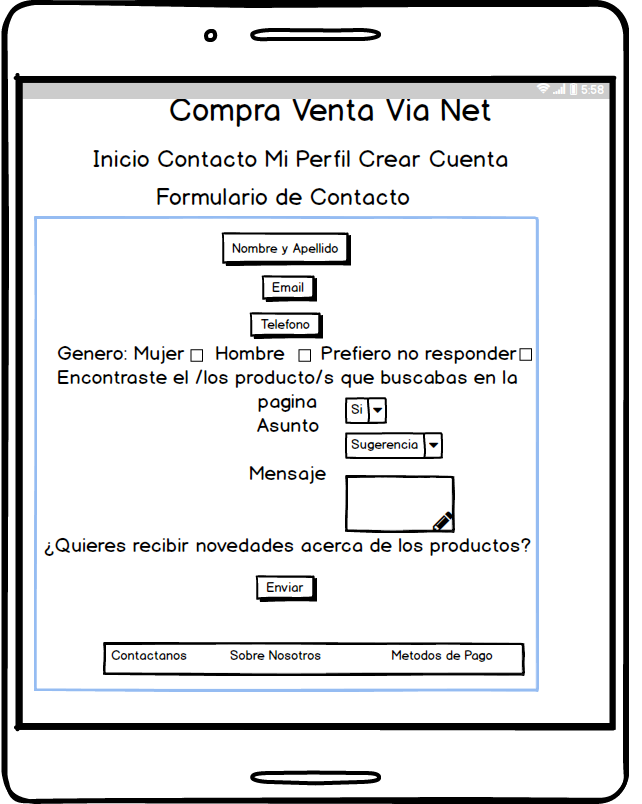 5:58
Compra Venta Via Net
Inicio Contacto Mi Perfil Crear Cuenta
Formulario de Contacto
Nombre y Apellido
Email
Telefono
Genero: Mujer Hombre Prefiero no responder
Encontraste el /los producto/s que buscabas en la
pagina Si
Asunto
Sugerencia
Mensaje
¿Quieres recibir novedades acerca de los productos?
Enviar
Contactanos Sobre Nosotros Metodos de Pago